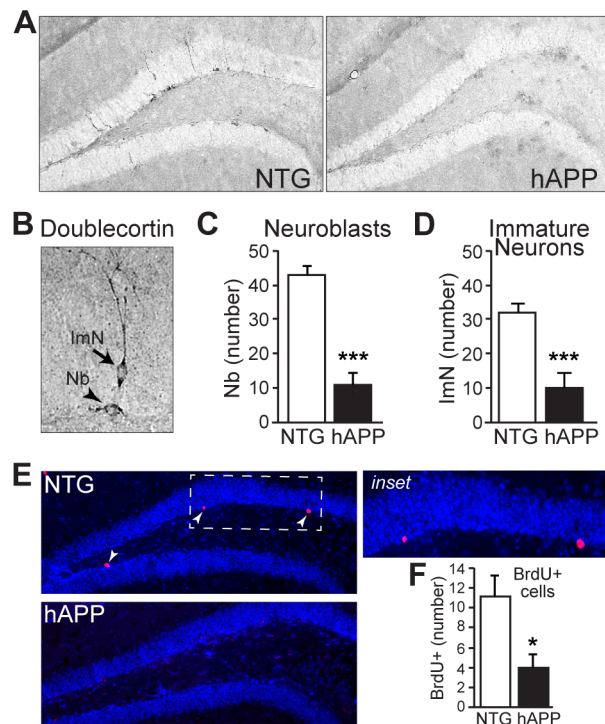 A
NTG
hAPP
B
Doublecortin
ImN
Nb
C
Neuroblasts
Nb (number)
50
40
30
20
10
0
***
NTG hAPP
D
Immature
Neurons
ImN (number)
50
40
30
20
10
0
***
NTG hAPP
E
NTG
inset
hAPP
F
BrdU+
cells
BrdU+ (number)
14
12
10
8
6
4
2
0
*
NTG hAPP